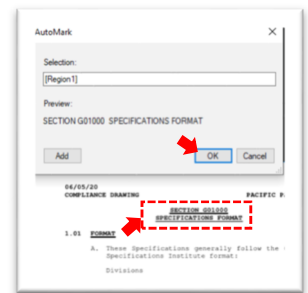 AutoMark
Selection:
[Region1]
Preview:
SECTION G01000 SPECIFICATIONS FORMAT
Add OK Cancel
06/05/20
COMPLIANCE DRAWING PACIFIC P
SECTION G01000
SPECIFICATIONS FORMAT
1.01 FORMAT
A. These Specifications generally follow the
Specifications Institute format:
Divisions